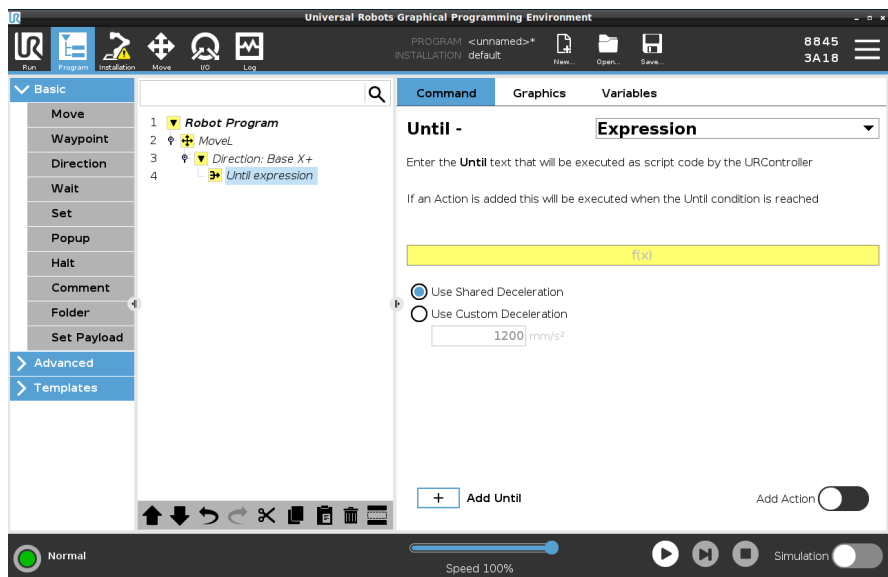 Universal Robots Graphical Programming Environment
UR
Run
Program
Installation
Move
I/O
Log
PROGRAM <unnamed>*
INSTALLATION default
New...
Open...
Save...
8845
3A18
Basic
Move
Waypoint
Direction
Wait
Set
Popup
Halt
Comment
Folder
Set Payload
Advanced
Templates
1 Robot Program
2 MoveL
3 Direction: Base X+
4 Until expression
Command Graphics Variables
Until - Expression
Enter the Until text that will be executed as script code by the URController
If an Action is added this will be executed when the Until condition is reached
f(x)
Use Shared Deceleration
Use Custom Deceleration
1200 mm/s²
+ Add Until
Add Action
Normal
Speed 100%
Simulation